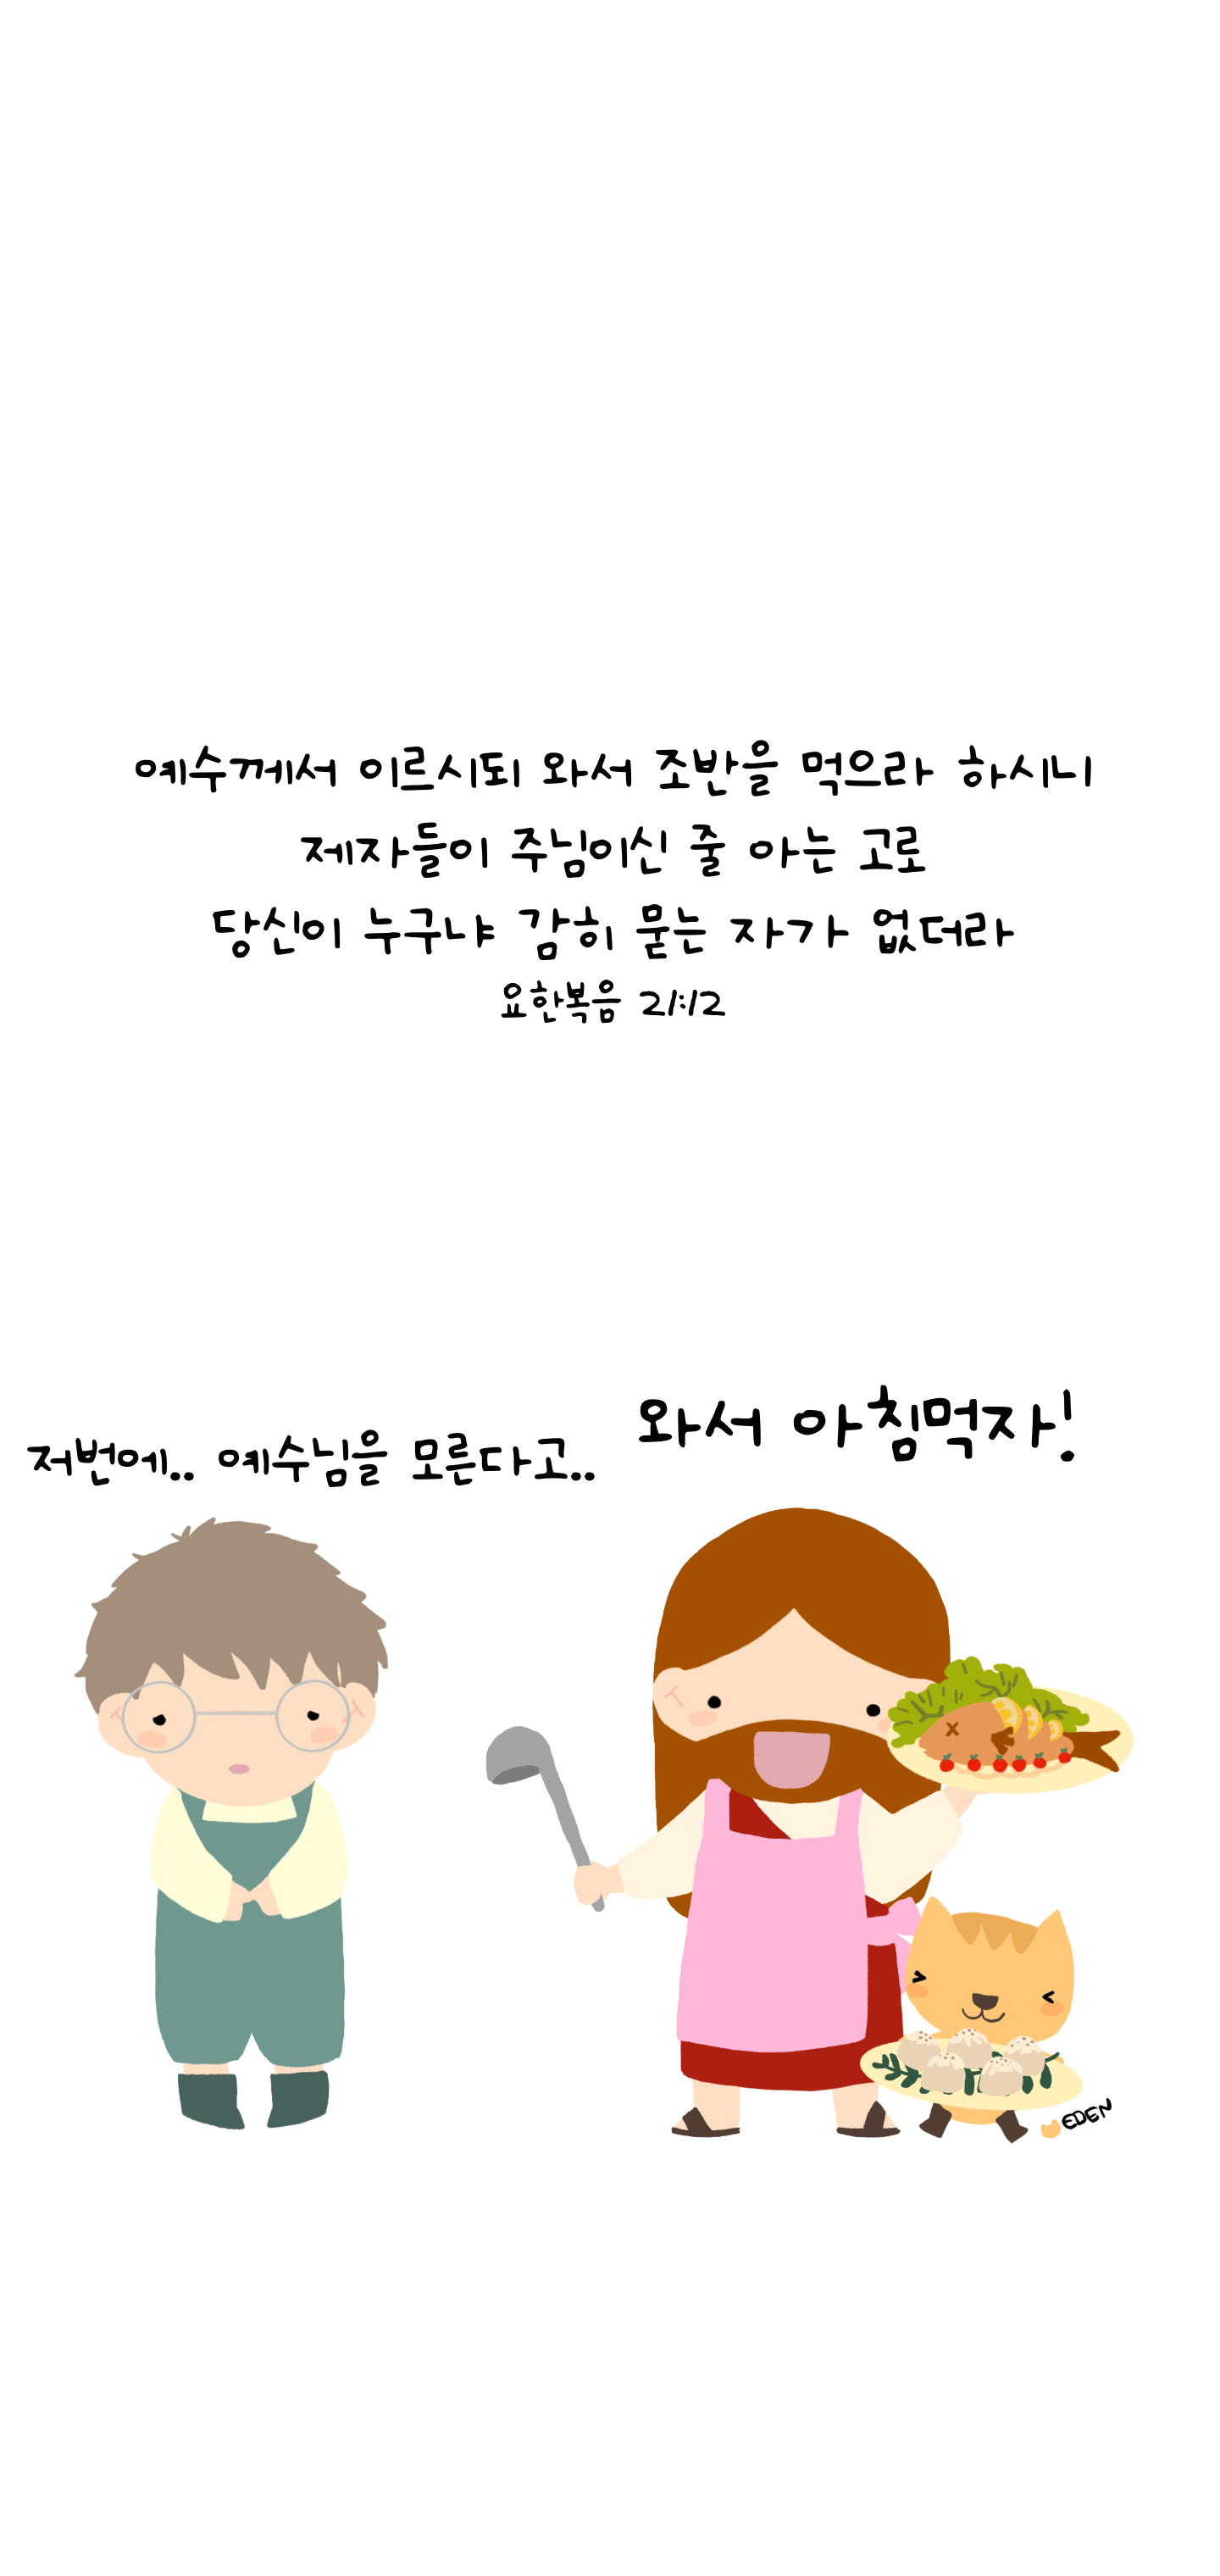 예수께서 이르시되 와서 조반을 먹으라 하시니
제자들이 주님이신 줄 아는 고로
당신이 누구냐 감히 묻는 자가 없더라
요한복음 21:12
저번에.. 예수님을 모른다고..
와서 아침먹자!
EDEN